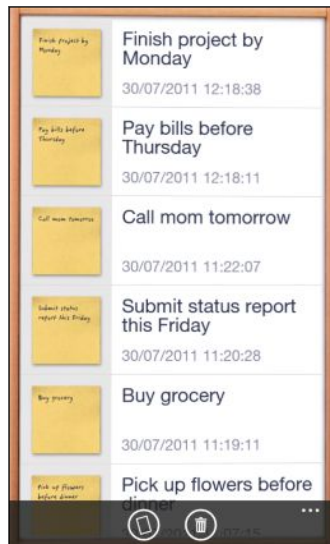 Finish project by
Monday
Finish project by
Monday
30/07/2011 12:18:38
Pay bills before
Thursday
Pay bills before
Thursday
30/07/2011 12:18:11
Call mom tomorrow
Call mom tomorrow
30/07/2011 11:22:07
Submit status
report this Friday
Submit status report
this Friday
30/07/2011 11:20:28
Buy grocery
Buy grocery
30/07/2011 11:19:11
Pick up flowers
before dinner
Pick up flowers before
dinner